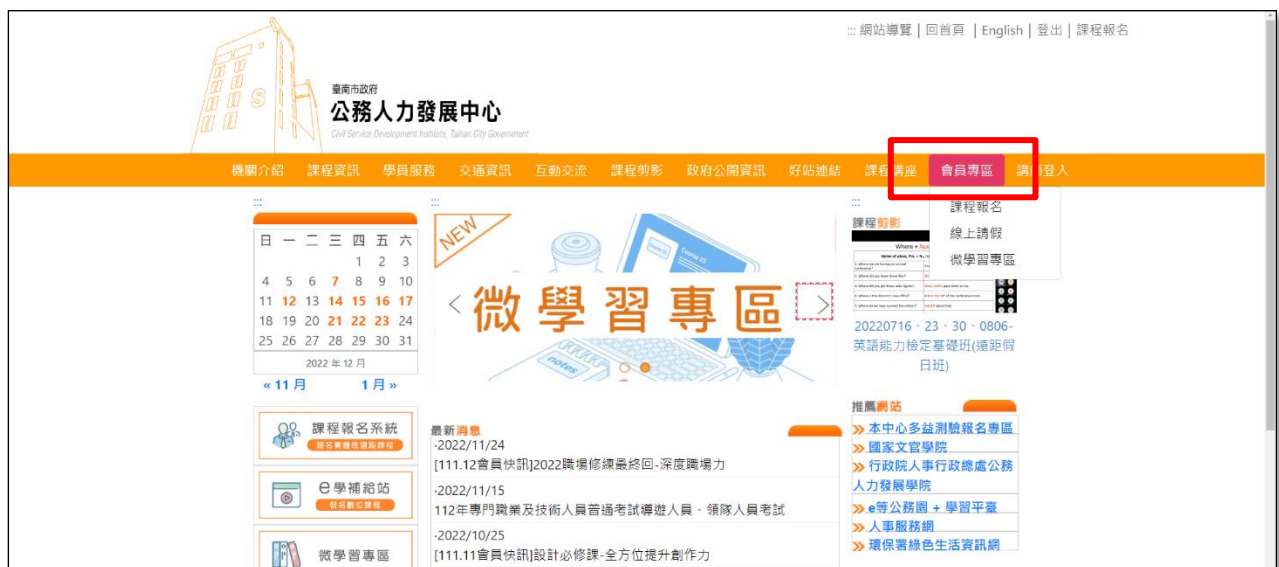 ::: 網站導覽 | 回首頁 | English | 登出 | 課程報名
S
臺南市政府
公務人力發展中心
Civil Service Development Institute, Tainan City Government
機關介紹 課程資訊 學員服務 交通資訊 互動交流 課程剪影 政府公開資訊 好站連結 課程講座 會員專區 講師登入
課程報名
線上請假
微學習專區
:::
日 一 二 三 四 五 六
1 2 3
4 5 6 7 8 9 10
11 12 13 14 15 16 17
18 19 20 21 22 23 24
25 26 27 28 29 30 31
2022 年 12 月
« 11 月 1 月 »
課程報名系統
e學補給站
報名數位課程
微學習專區
:::
NEW
Course 25
< 微學習專區 >
notes
最新消息
·2022/11/24
[111.12會員快訊]2022職場修練最終回-深度職場力
·2022/11/15
112年專門職業及技術人員普通考試導遊人員、領隊人員考試
·2022/10/25
[111.11會員快訊]設計必修課-全方位提升創作力
:::
課程剪影
20220716、23、30、0806-
英語能力檢定基礎班(遠距假
日班)
推薦網站
» 本中心多益測驗報名專區
» 國家文官學院
» 行政院人事行政總處公務
人力發展學院
» e等公務園 + 學習平臺
» 人事服務網
» 環保署綠色生活資訊網